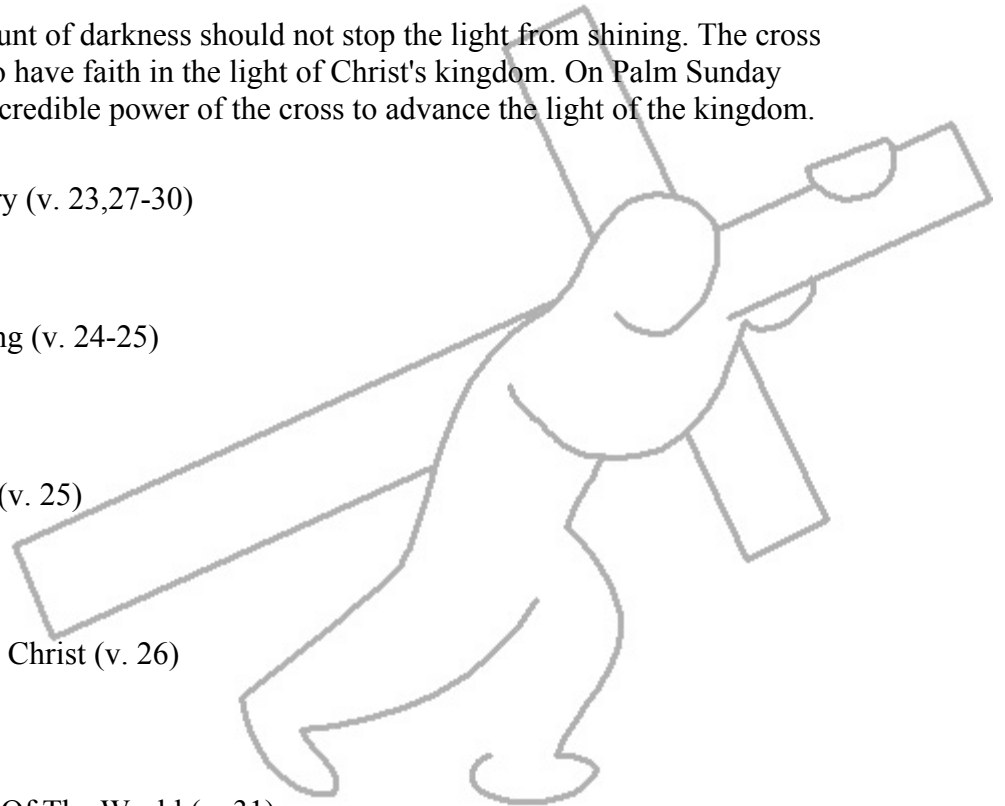 unt of darkness should not stop the light from shining. The cross
o have faith in the light of Christ's kingdom. On Palm Sunday
credible power of the cross to advance the light of the kingdom.
ry (v. 23,27-30)
ng (v. 24-25)
(v. 25)
Christ (v. 26)
Of The World (v. 31)